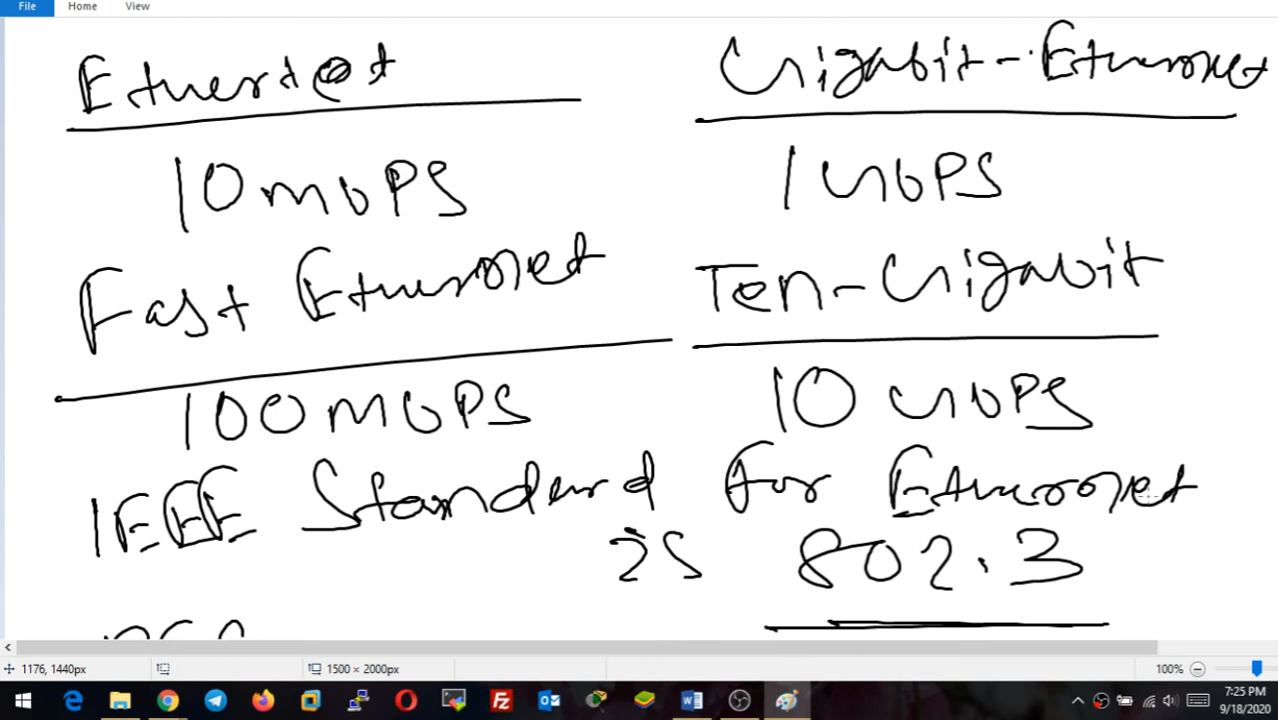 File Home View
Ethernet
10 mbPS
Fast Ethernet
100 mbPS
Gigabit-Ethernet
1 GbPS
Ten-Gigabit
10 GbPS
IEEE Standard for Ethernet
is 802.3
1176, 1440px 1500 × 2000px 100%
7:25 PM
9/18/2020